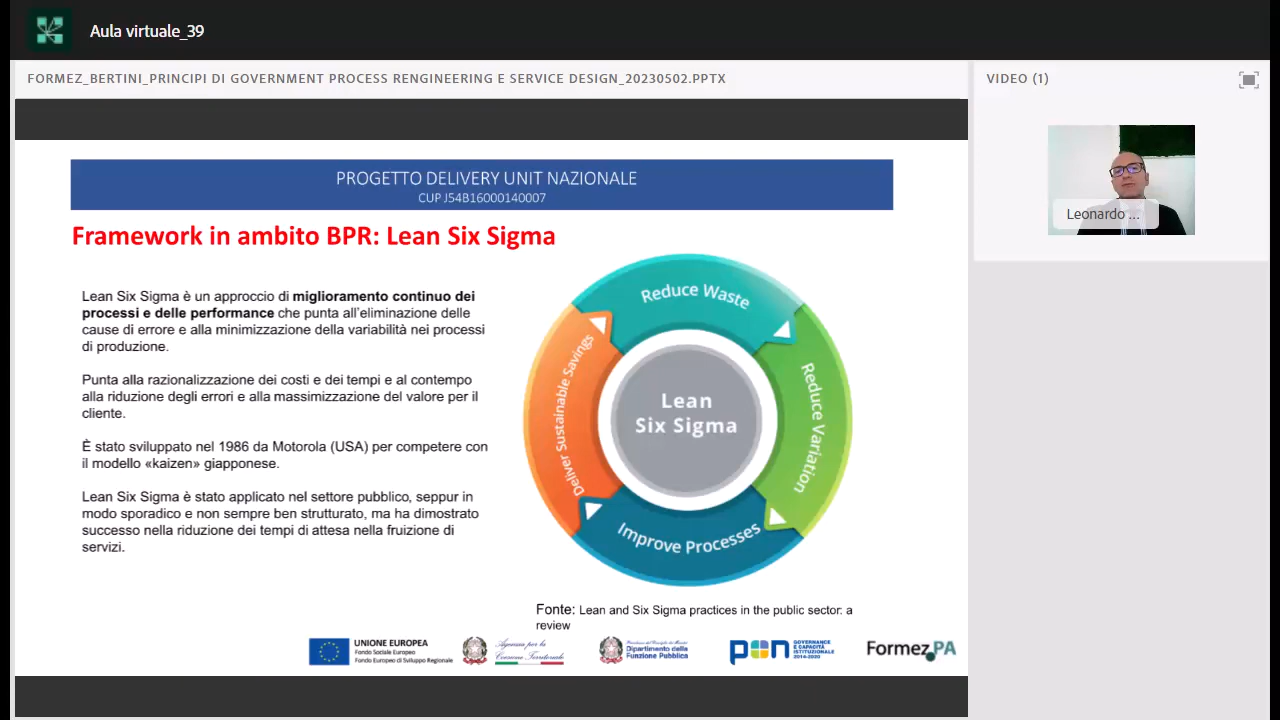 Aula virtuale_39
FORMEZ_BERTINI_PRINCIPI DI GOVERNMENT PROCESS RENGINEERING E SERVICE DESIGN_20230502.PPTX
VIDEO (1)
PROGETTO DELIVERY UNIT NAZIONALE
CUP J54B16000140007
Framework in ambito BPR: Lean Six Sigma
Lean Six Sigma è un approccio di miglioramento continuo dei
processi e delle performance che punta all'eliminazione delle
cause di errore e alla minimizzazione della variabilità nei processi
di produzione.
Punta alla razionalizzazione dei costi e dei tempi e al contempo
alla riduzione degli errori e alla massimizzazione del valore per il
cliente.
È stato sviluppato nel 1986 da Motorola (USA) per competere con
il modello «kaizen» giapponese.
Lean Six Sigma è stato applicato nel settore pubblico, seppur in
modo sporadico e non sempre ben strutturato, ma ha dimostrato
successo nella riduzione dei tempi di attesa nella fruizione di
servizi.
Reduce Waste
Reduce Variation
Improve Processes
Deliver Sustainable Savings
Lean
Six Sigma
Fonte: Lean and Six Sigma practices in the public sector: a
review
UNIONE EUROPEA
Fondo Sociale Europeo
Fondo Europeo di Sviluppo Regionale
Agenzia per la
Coesione Territoriale
Dipartimento della
Funzione Pubblica
pon
GOVERNANCE
E CAPACITÀ
ISTITUZIONALE
2014-2020
Formez PA
Leonardo ...